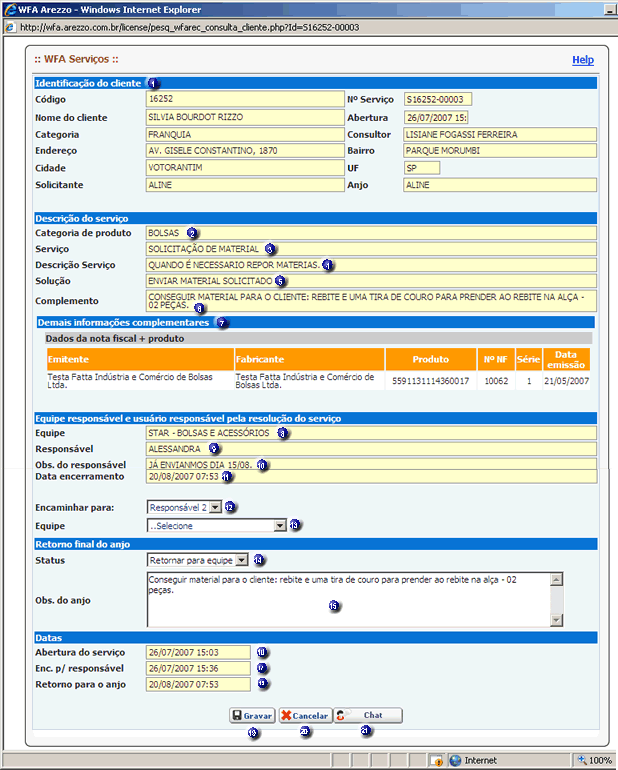 WFA Arezzo - Windows Internet Explorer
http://wfa.arezzo.com.br/license/pesq_wfarec_consulta_cliente.php?Id=S16252-00003
:: WFA Serviços :: Help
Identificação do cliente 1
Código 16252 Nº Serviço S16252-00003
Nome do cliente SILVIA BOURDOT RIZZO Abertura 26/07/2007 15:
Categoria FRANQUIA Consultor LISIANE FOGASSI FERREIRA
Endereço AV. GISELE CONSTANTINO, 1870 Bairro PARQUE MORUMBI
Cidade VOTORANTIM UF SP
Solicitante ALINE Anjo ALINE
Descrição do serviço
Categoria de produto BOLSAS 2
Serviço SOLICITAÇÃO DE MATERIAL 3
Descrição Serviço QUANDO É NECESSARIO REPOR MATERIAS. 4
Solução ENVIAR MATERIAL SOLICITADO 5
Complemento CONSEGUIR MATERIAL PARA O CLIENTE: REBITE E UMA TIRA DE COURO PARA PRENDER AO REBITE NA ALÇA -
02 PEÇAS. 6
Demais informações complementares 7
Dados da nota fiscal + produto
Emitente Fabricante Produto Nº NF Série Data
emissão
Testa Fatta Indústria e Comércio de Bolsas Testa Fatta Indústria e Comércio de 5591131114360017 10062 1 21/05/2007
Ltda. Bolsas Ltda.
Equipe responsável e usuário responsável pela resolução do serviço
Equipe STAR - BOLSAS E ACESSÓRIOS 8
Responsável ALESSANDRA 9
Obs. do responsável JÁ ENVIANMOS DIA 15/08. 10
Data encerramento 20/08/2007 07:53 11
Encaminhar para: Responsável 2 12
Equipe ..Selecione
Retorno final do anjo
Status Retornar para equipe
Obs. do anjo Conseguir material para o cliente: rebite e uma tira de couro para prender ao rebite na alça - 02
peças.
15
Datas
Abertura do serviço 26/07/2007 15:03
Enc. p/ responsável 26/07/2007 15:36 17
Retorno para o anjo 20/08/2007 07:53
Gravar Cancelar Chat
19 20 21
Internet 100%